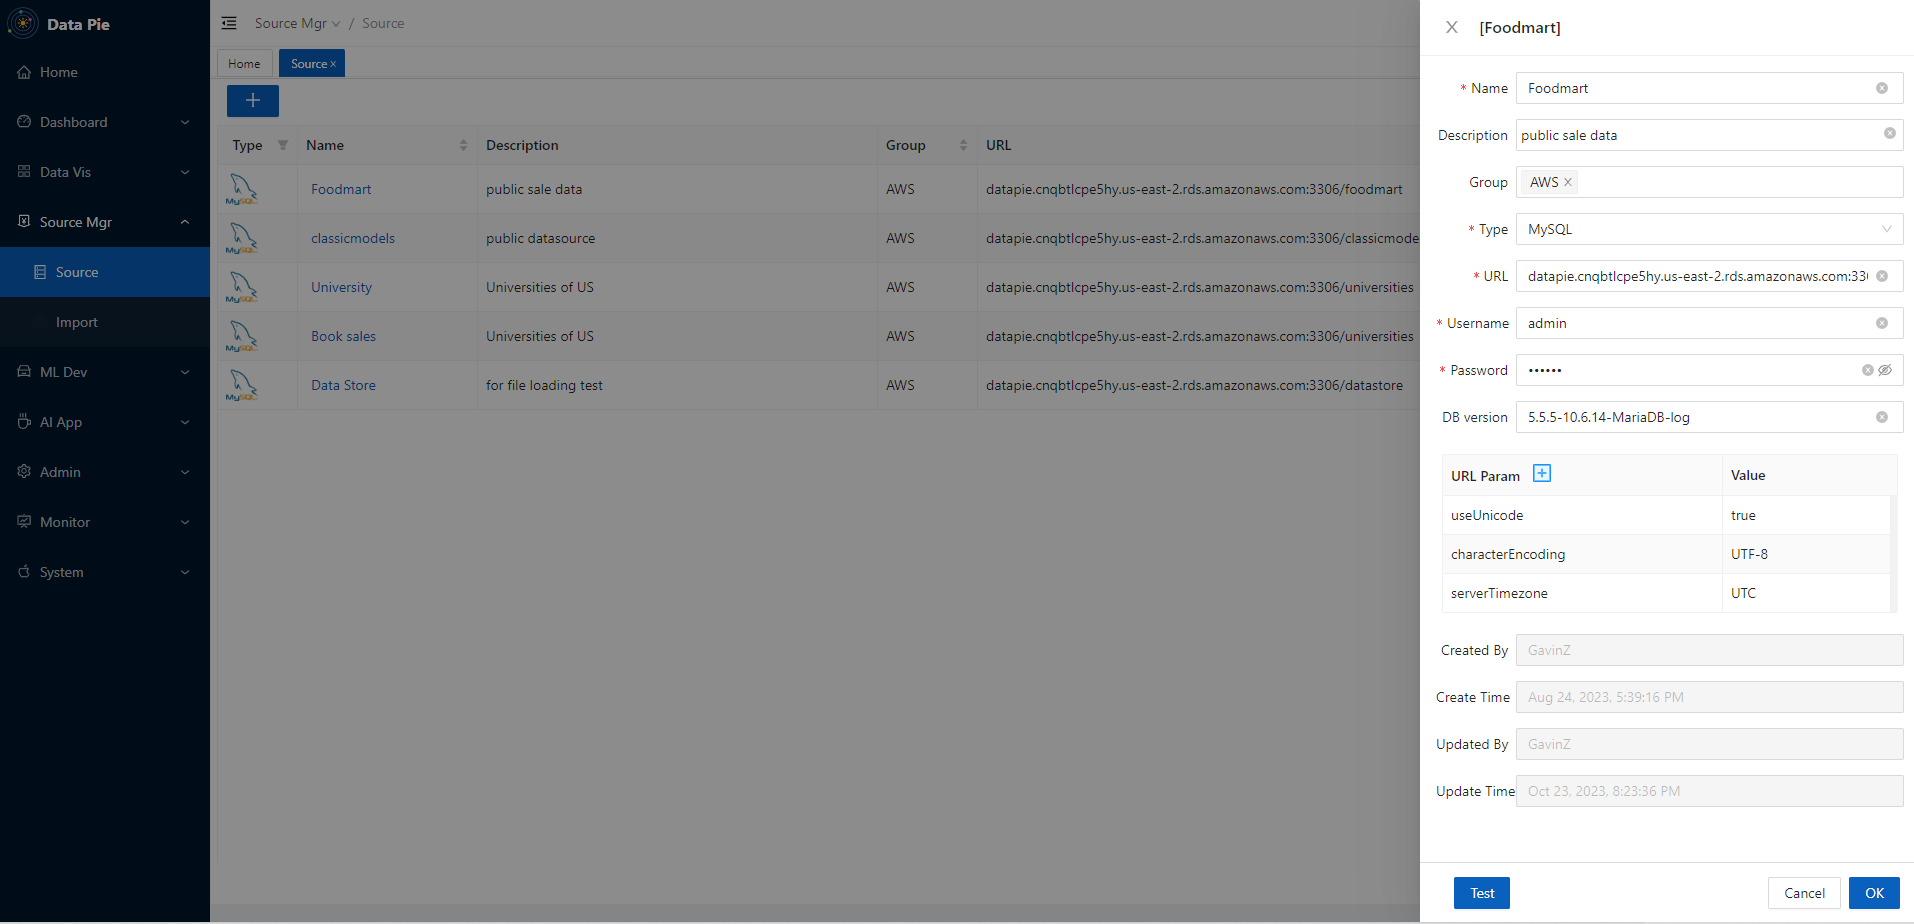 Data Pie
Home
Dashboard
Data Vis
Source Mgr
Source
Import
ML Dev
AI App
Admin
Monitor
System
Source Mgr / Source
Home Source ×
+
Type Name Description Group URL
MySQL Foodmart public sale data AWS datapie.cnqbtlcpe5hy.us-east-2.rds.amazonaws.com:3306/foodmart
MySQL classicmodels public datasource AWS datapie.cnqbtlcpe5hy.us-east-2.rds.amazonaws.com:3306/classicmode
MySQL University Universities of US AWS datapie.cnqbtlcpe5hy.us-east-2.rds.amazonaws.com:3306/universities
MySQL Book sales Universities of US AWS datapie.cnqbtlcpe5hy.us-east-2.rds.amazonaws.com:3306/universities
MySQL Data Store for file loading test AWS datapie.cnqbtlcpe5hy.us-east-2.rds.amazonaws.com:3306/datastore
[Foodmart]
* Name Foodmart
Description public sale data
Group AWS ×
* Type MySQL
* URL datapie.cnqbtlcpe5hy.us-east-2.rds.amazonaws.com:330
* Username admin
* Password ••••••
DB version 5.5.5-10.6.14-MariaDB-log
URL Param + Value
useUnicode true
characterEncoding UTF-8
serverTimezone UTC
Created By GavinZ
Create Time Aug 24, 2023, 5:39:16 PM
Updated By GavinZ
Update Time Oct 23, 2023, 8:23:36 PM
Test Cancel OK